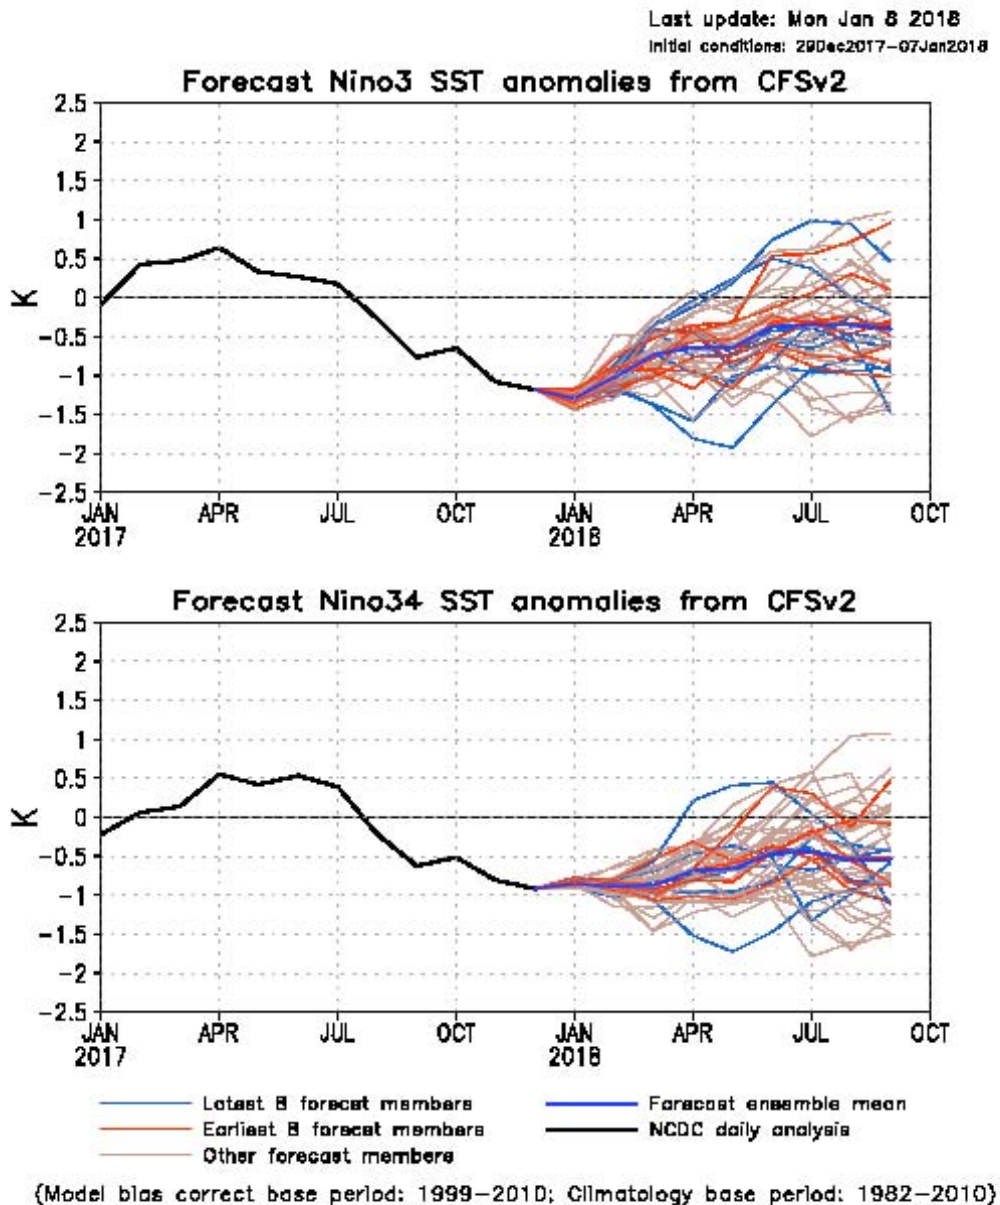 Last update: Mon Jan 8 2018
Initial conditions: 29Dec2017-07Jan2018
Forecast Nino3 SST anomalies from CFSv2
2.5
2
1.5
1
0.5
0
-0.5
-1
-1.5
-2
-2.5
K
JAN APR JUL OCT JAN APR JUL OCT
2017 2018
Forecast Nino34 SST anomalies from CFSv2
2.5
2
1.5
1
0.5
0
-0.5
-1
-1.5
-2
-2.5
K
JAN APR JUL OCT JAN APR JUL OCT
2017 2018
Latest 8 forecast members Forecast ensemble mean
Earliest 8 forecast members NCDC daily analysis
Other forecast members
(Model bias correct base period: 1999-2010; Climatology base period: 1982-2010)